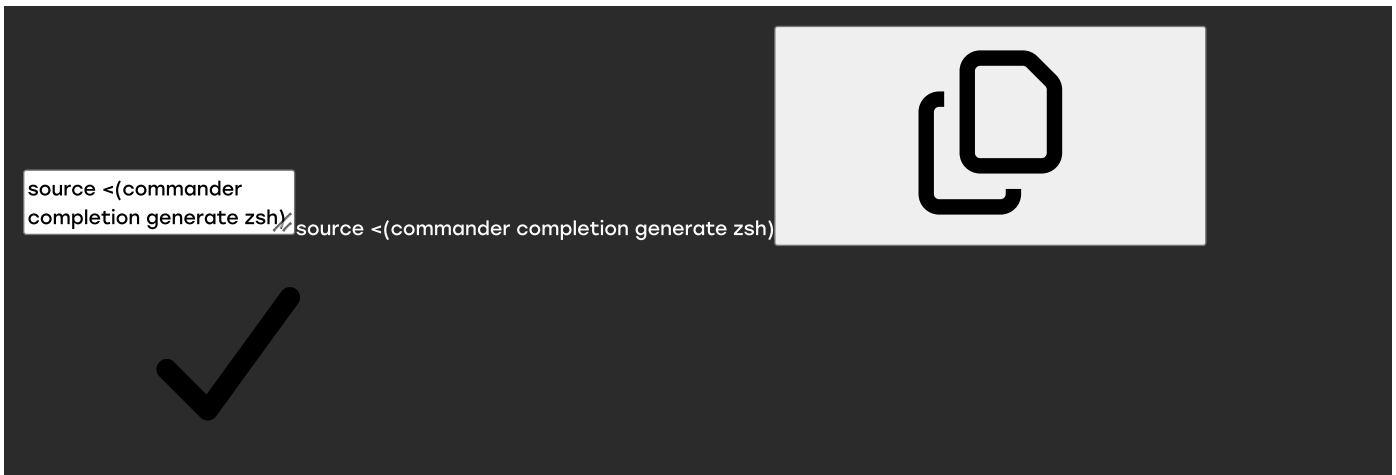 source <(commander
completion generate zsh)
source <(commander completion generate zsh)